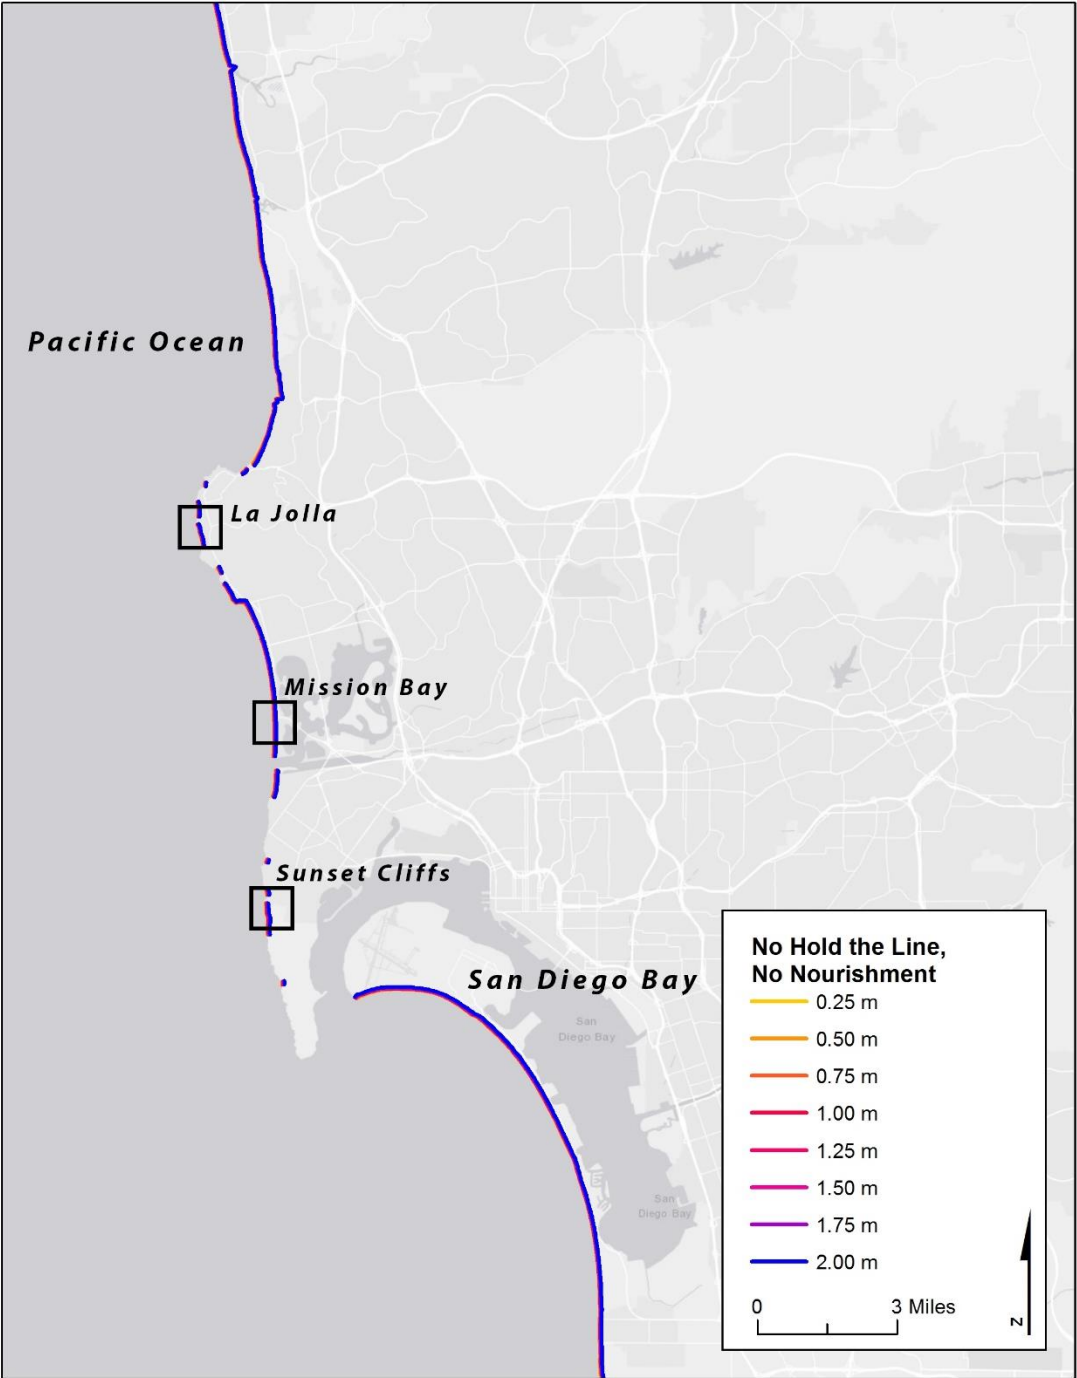 Pacific Ocean
La Jolla
Mission Bay
Sunset Cliffs
San Diego Bay
San
Diego Bay
San
Diego Bay
No Hold the Line,
No Nourishment
0.25 m
0.50 m
0.75 m
1.00 m
1.25 m
1.50 m
1.75 m
2.00 m
0 3 Miles
N